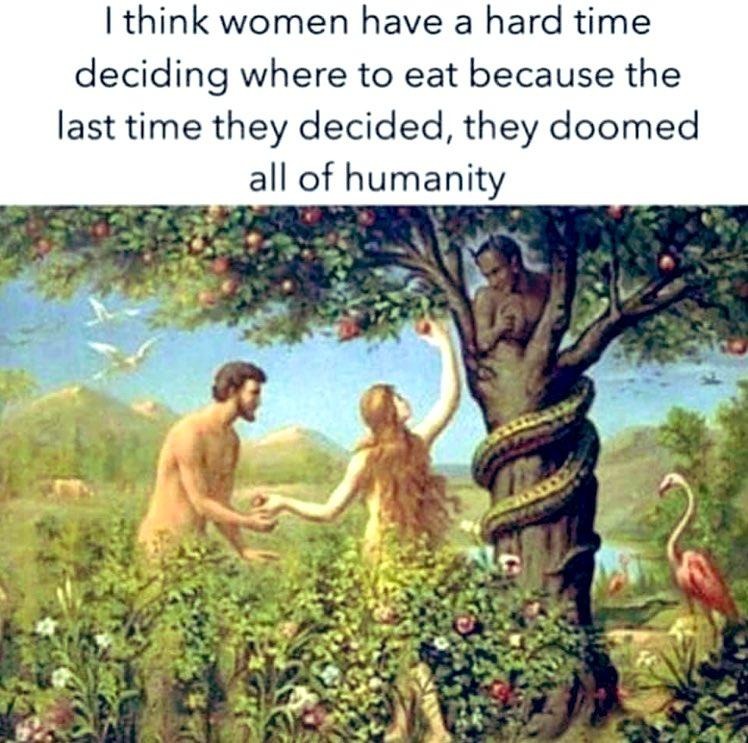 I think women have a hard time
deciding where to eat because the
last time they decided, they doomed
all of humanity